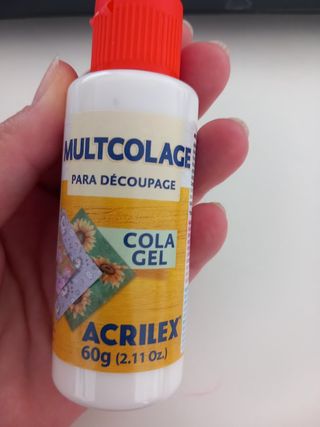 MULTCOLAGE
PARA DÉCOUPAGE
COLA
GEL
ACRILEX
60g (2.11 Oz.)